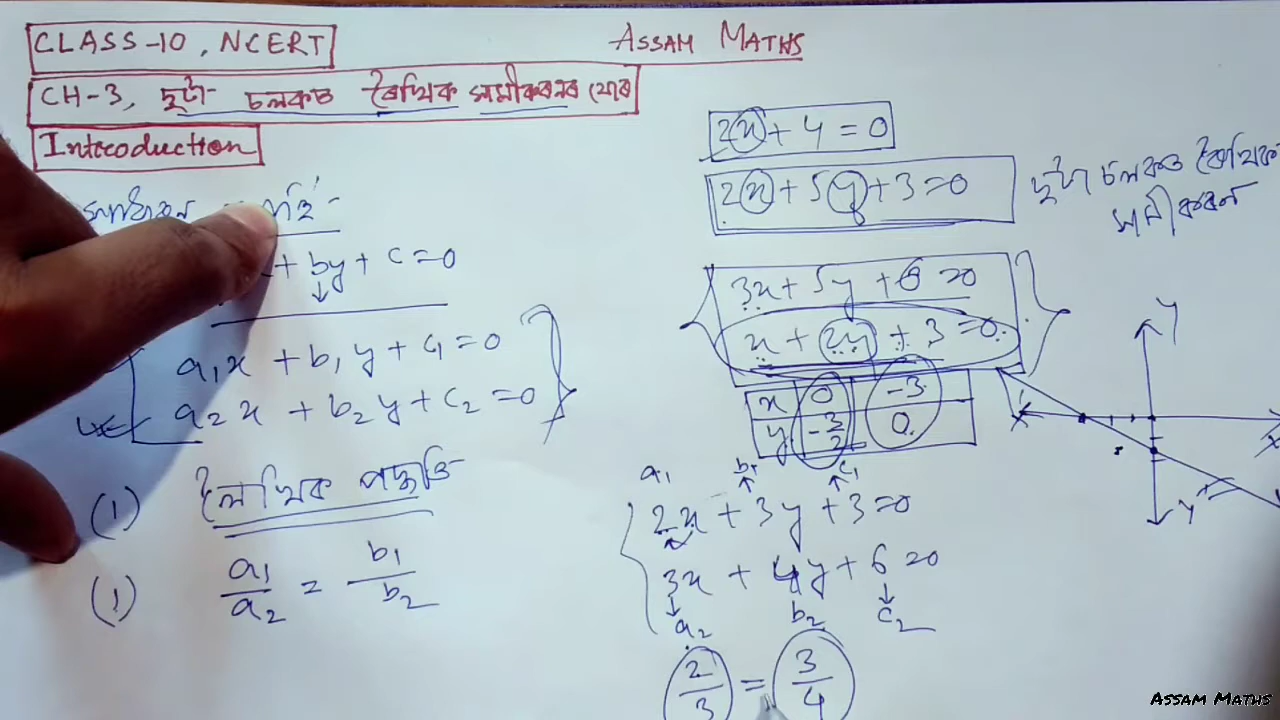 CLASS-10, NCERT
ASSAM MATHS
CH-3, দুটা চলকত ৰৈখিক সমীকৰণৰ যোৰ
Introduction
2x + 4 = 0
2x + 5y + 3 = 0
দুটা চলকত ৰৈখিক
সমীকৰণ
by + c = 0
a₁x + b₁y + c₁ = 0
a₂x + b₂y + c₂ = 0
3x + 5y + 6 = 0
x + 2y + 3 = 0
x 0 -3
y -3/2 0
Y
X'
X
Y'
(1) লৈখিক পদ্ধতি
(1) a₁/a₂ = b₁/b₂
a₁ b₁ c₁
2x + 3y + 3 = 0
3x + 4y + 6 = 0
a₂ b₂ c₂
2/3 = 3/4
ASSAM MATHS